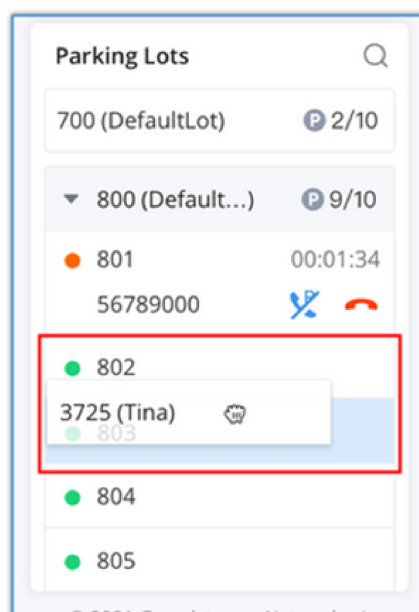 Parking Lots
700 (DefaultLot) P 2/10
800 (Default...) P 9/10
801 00:01:34
56789000 P
802
3725 (Tina)
803
804
805